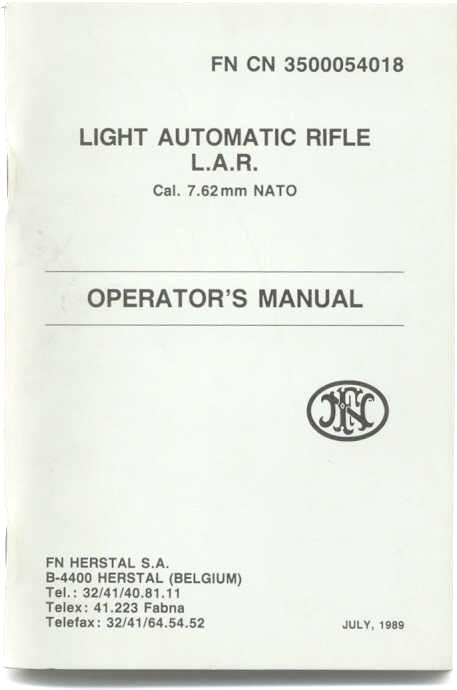 FN CN 3500054018
LIGHT AUTOMATIC RIFLE
L.A.R.
Cal. 7.62mm NATO
OPERATOR'S MANUAL
FN
FN HERSTAL S.A.
B-4400 HERSTAL (BELGIUM)
Tel.: 32/41/40.81.11
Telex: 41.223 Fabna
Telefax: 32/41/64.54.52
JULY, 1989